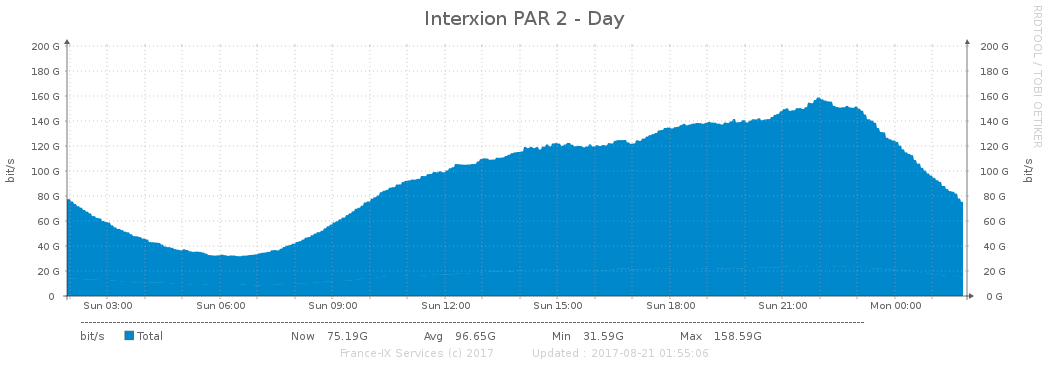 Interxion PAR 2 - Day
RRDTOOL / TOBI OETIKER
200 G 200 G
180 G 180 G
160 G 160 G
140 G 140 G
120 G 120 G
100 G 100 G
80 G 80 G
60 G 60 G
40 G 40 G
20 G 20 G
0 0 G
bit/s bit/s
Sun 03:00 Sun 06:00 Sun 09:00 Sun 12:00 Sun 15:00 Sun 18:00 Sun 21:00 Mon 00:00
bit/s Total Now 75.19G Avg 96.65G Min 31.59G Max 158.59G
France-IX Services (c) 2017 Updated : 2017-08-21 01:55:06